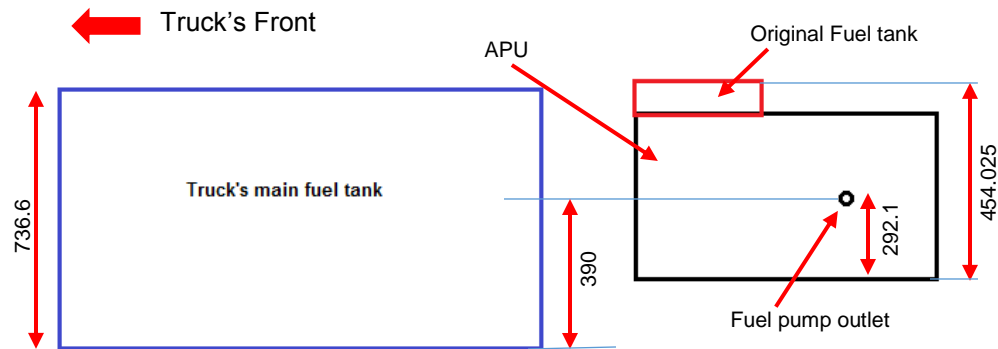 Truck’s Front
Original Fuel tank
APU
Truck's main fuel tank
736.6
390
292.1
454.025
Fuel pump outlet